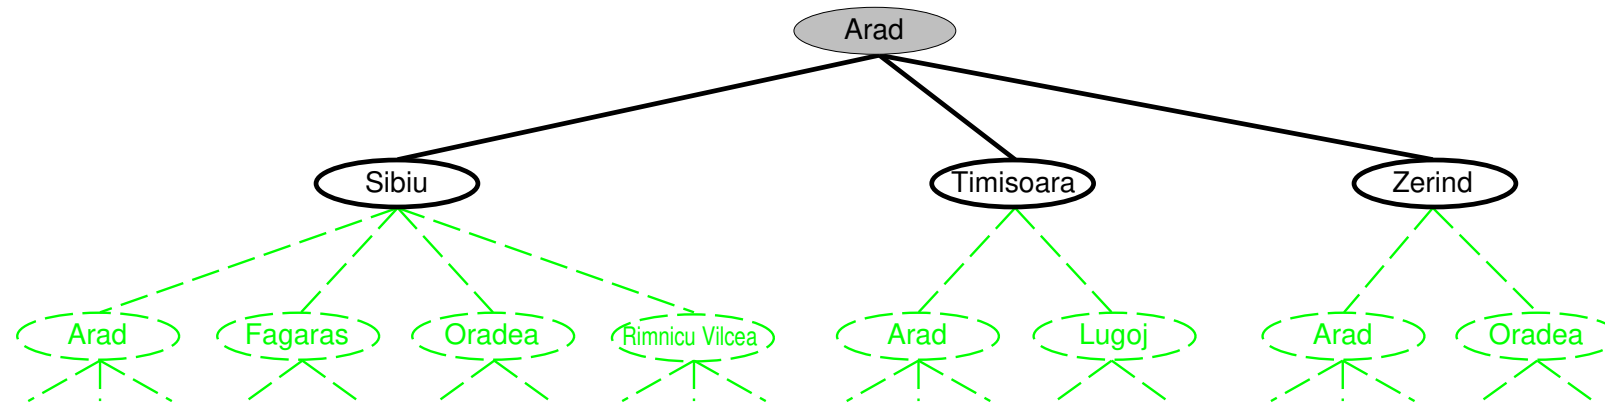 Arad
Sibiu
Timisoara
Zerind
Arad
Fagaras
Oradea
Rimnicu Vilcea
Arad
Lugoj
Arad
Oradea